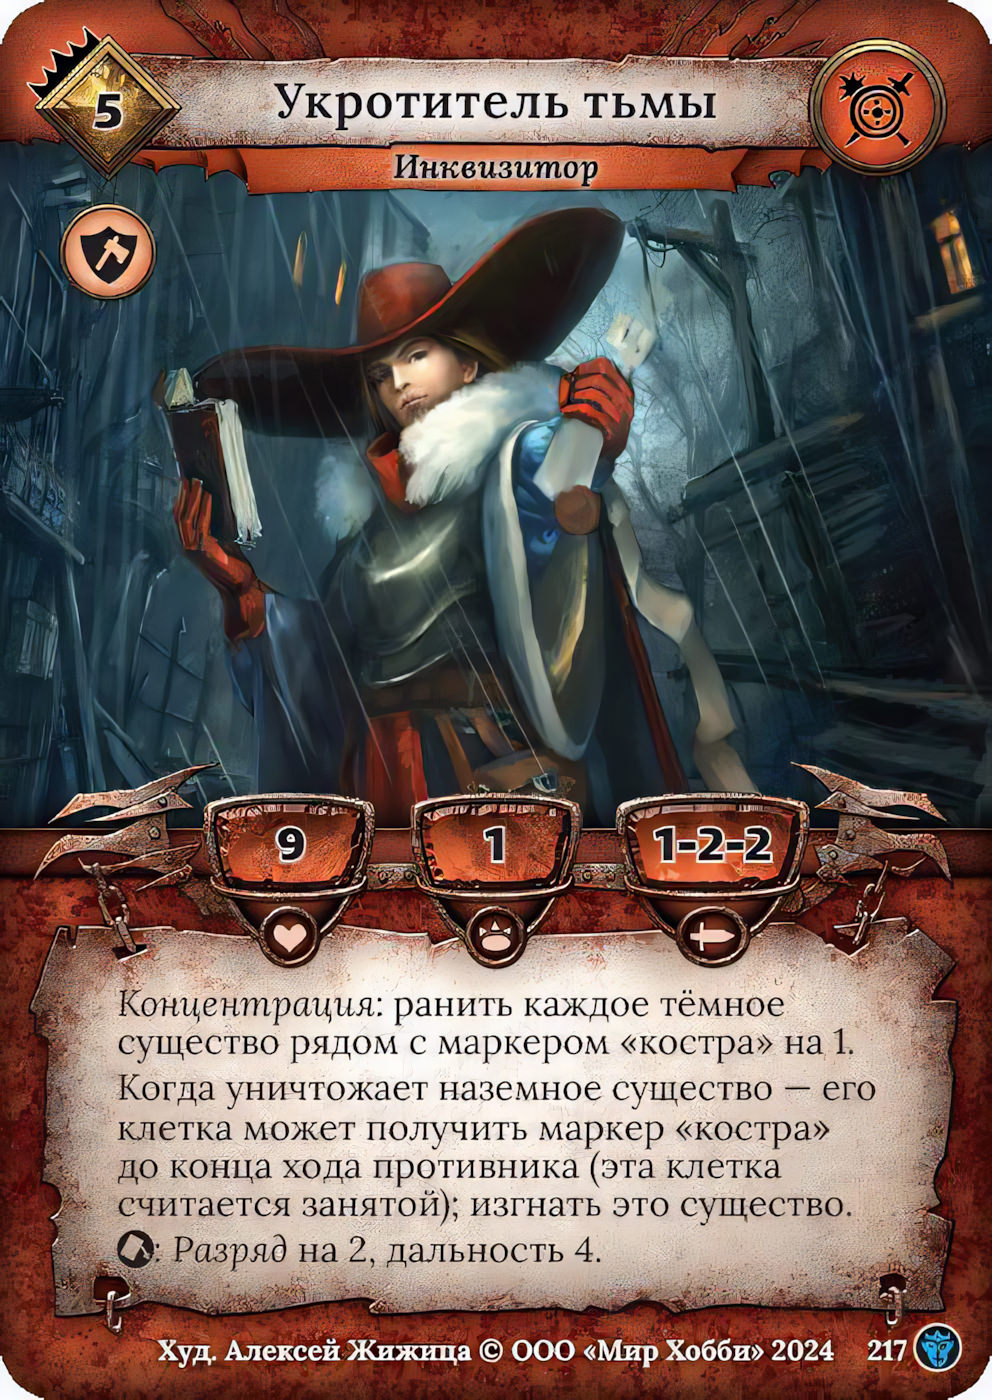 5
Укротитель тьмы
Инквизитор
9
1
1-2-2
Концентрация: ранить каждое тёмное
существо рядом с маркером «костра» на 1.
Когда уничтожает наземное существо — его
клетка может получить маркер «костра»
до конца хода противника (эта клетка
считается занятой); изгнать это существо.
: Разряд на 2, дальность 4.
Худ. Алексей Жижица © ООО «Мир Хобби» 2024
217